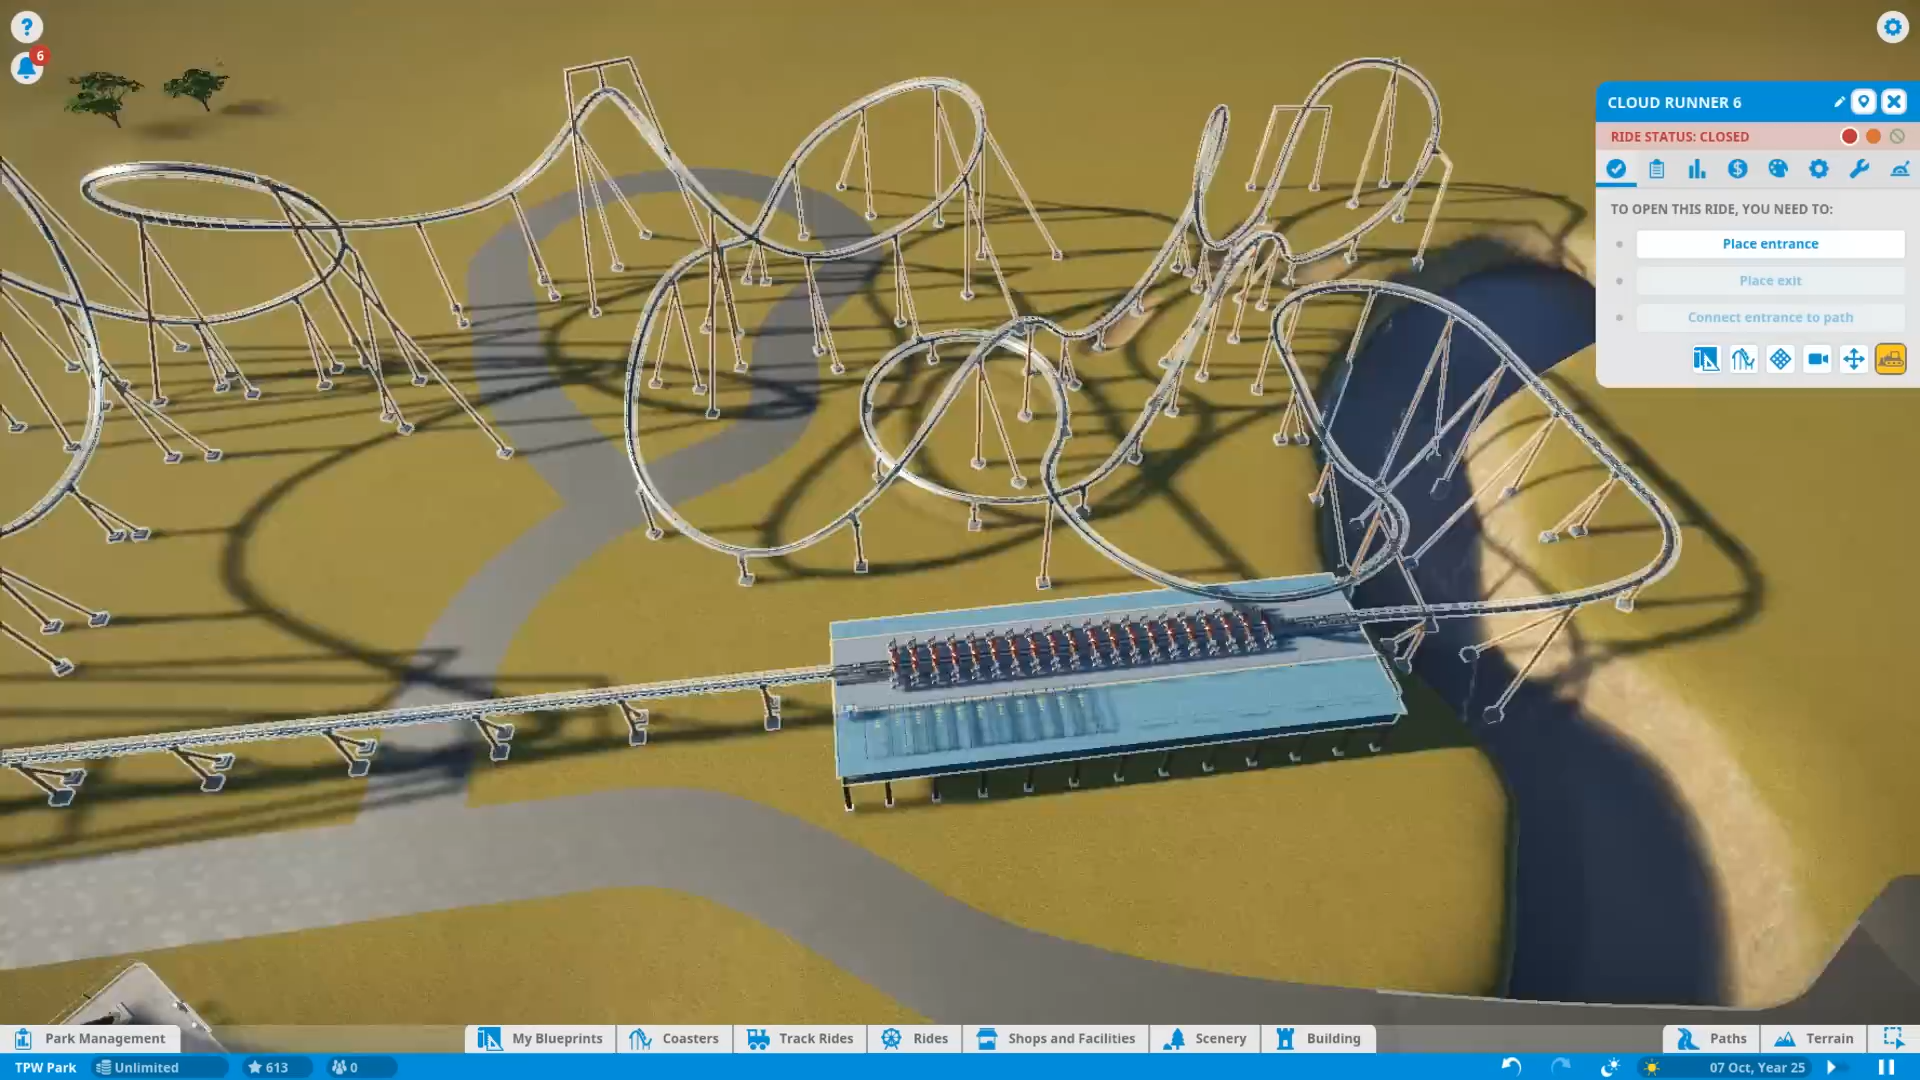 ?
6
CLOUD RUNNER 6
RIDE STATUS: CLOSED
TO OPEN THIS RIDE, YOU NEED TO:
Place entrance
Place exit
Connect entrance to path
Park Management
My Blueprints
Coasters
Track Rides
Rides
Shops and Facilities
Scenery
Building
Paths
Terrain
TPW Park
Unlimited
613
0
07 Oct, Year 25